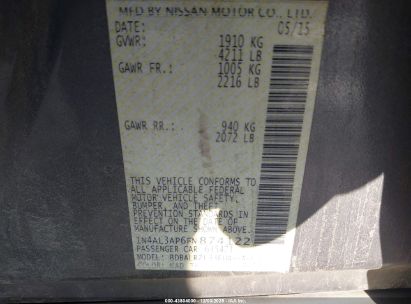 MFD BY NISSAN MOTOR CO., LTD.
DATE: 05/15
GVWR: 1910 KG
4211 LB
GAWR FR.: 1005 KG
2216 LB
GAWR RR.: 940 KG
2072 LB
THIS VEHICLE CONFORMS TO
ALL APPLICABLE FEDERAL
MOTOR VEHICLE SAFETY,
BUMPER, AND THEFT
PREVENTION STANDARDS
IN EFFECT ON THE DATE OF
MANUFACTURE SHOWN ABOVE.
PASSENGER CAR
MODEL:
COLOR: